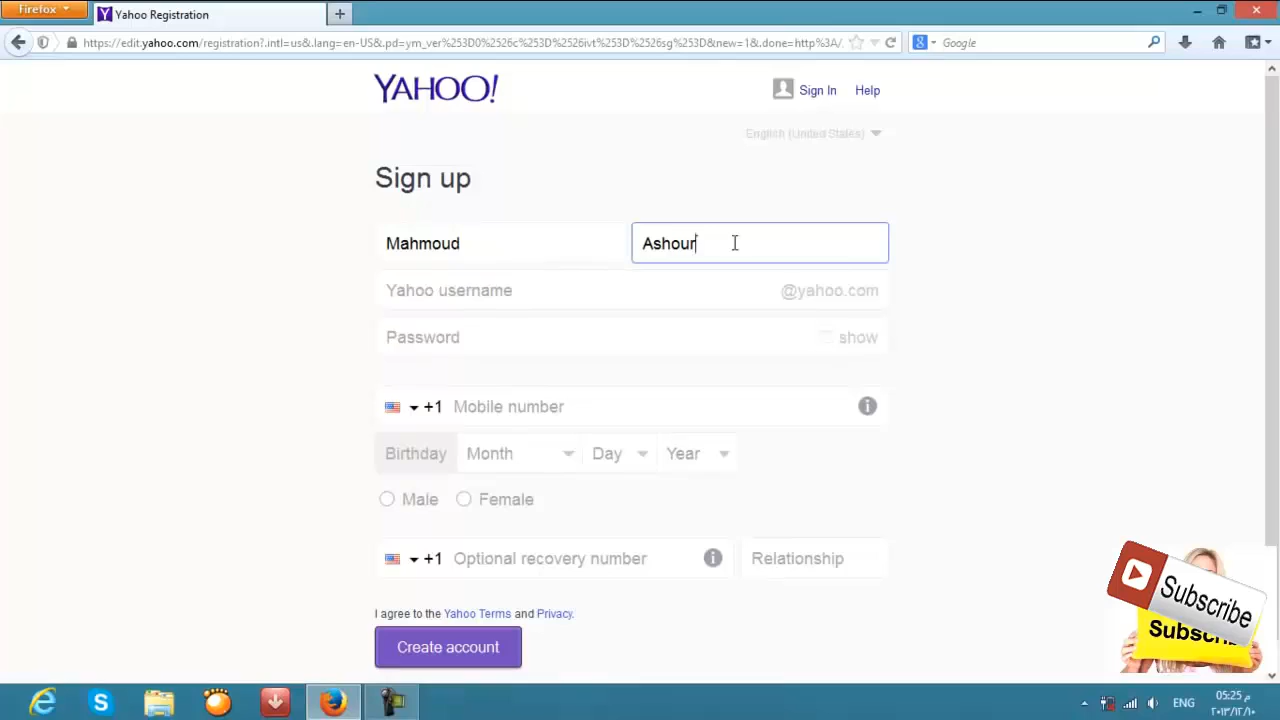 Firefox
Yahoo Registration
https://edit.yahoo.com/registration?.intl=us&.lang=en-US&.pd=ym_ver%253D0%2526c%253D%2526ivt%253D%2526sg%253D&new=1&.done=http%3A/.
Google
YAHOO!
Sign In Help
English (United States)
Sign up
Mahmoud Ashour
Yahoo username @yahoo.com
Password show
+1 Mobile number
Birthday Month Day Year
Male Female
+1 Optional recovery number Relationship
I agree to the Yahoo Terms and Privacy.
Create account
Subscribe
ENG
05:25 م
٢٠١٣/١٢/١٠